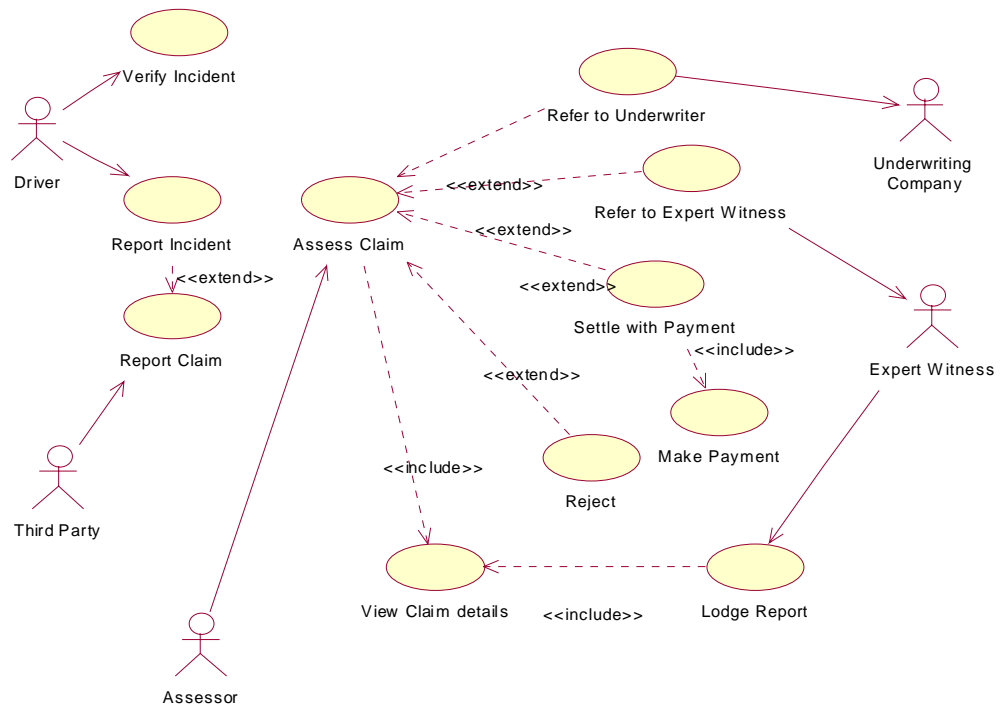 Verify Incident
Refer to Underwriter
Underwriting
Company
Driver
<<extend>>
Refer to Expert Witness
Report Incident
Assess Claim
<<extend>>
<<extend>>
<<extend>>
Settle with Payment
<<include>>
Report Claim
Expert Witness
<<extend>>
Make Payment
<<include>>
Reject
Third Party
View Claim details
<<include>>
Lodge Report
Assessor